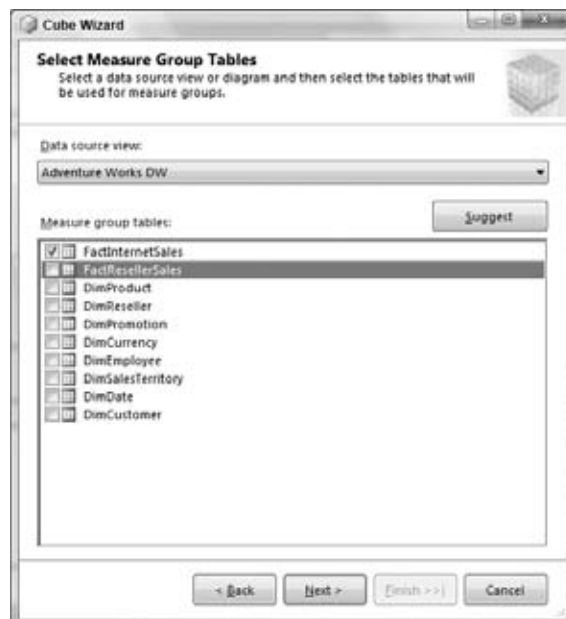 Cube Wizard
Select Measure Group Tables
Select a data source view or diagram and then select the tables that will
be used for measure groups.
Data source view:
Adventure Works DW
Measure group tables:
Suggest
FactInternetSales
FactResellerSales
DimProduct
DimReseller
DimPromotion
DimCurrency
DimEmployee
DimSalesTerritory
DimDate
DimCustomer
< Back
Next >
Finish >>|
Cancel